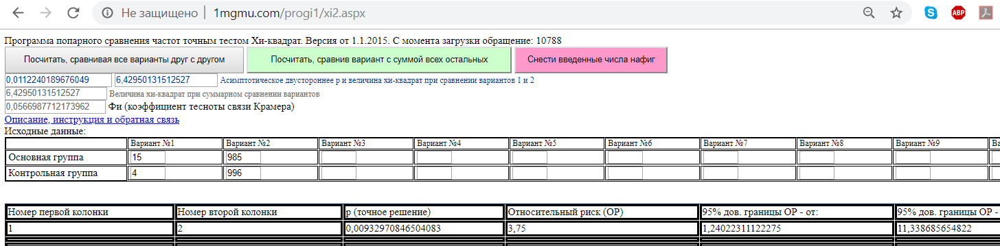 Не защищено | 1mgmu.com/progi1/xi2.aspx
ABP
Программа попарного сравнения частот точным тестом Хи-квадрат. Версия от 1.1.2015. С момента загрузки обращение: 10788
Посчитать, сравнивая все варианты друг с другом Посчитать, сравнив вариант с суммой всех остальных Снести введенные числа нафиг
0,0112240189676049 6,42950131512527 Асимптотическое двустороннее p и величина хи-квадрат при сравнении вариантов 1 и 2
6,42950131512527 Величина хи-квадрат при суммарном сравнении вариантов
0,0566987712173962 Фи (коэффициент тесноты связи Крамера)
Описание, инструкция и обратная связь
Исходные данные:
Вариант №1 Вариант №2 Вариант №3 Вариант №4 Вариант №5 Вариант №6 Вариант №7 Вариант №8 Вариант №9 Ва
Основная группа 15 985
Контрольная группа 4 996
Номер первой колонки Номер второй колонки p (точное решение) Относительный риск (ОР) 95% дов. границы ОР - от: 95% дов. границы ОР -
1 2 0,00932970846504083 3,75 1,24022311122275 11,338685654822